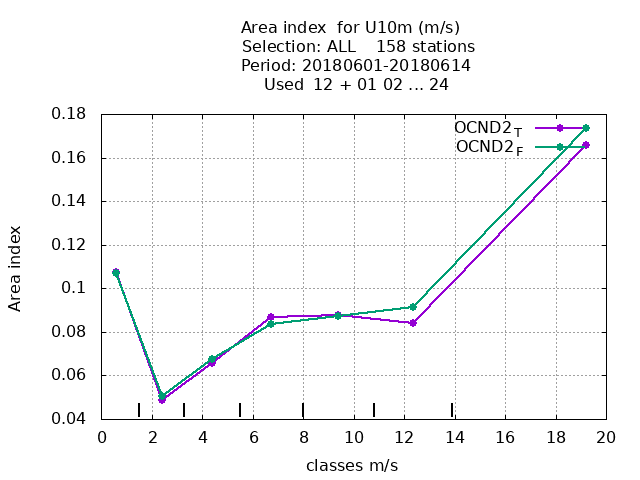 Area index  for U10m (m/s)
Selection: ALL    158 stations
Period: 20180601-20180614
Used  12 + 01 02 ... 24
OCND2_T
OCND2_F
0.18
0.16
0.14
0.12
0.1
0.08
0.06
0.04
Area index
0 2 4 6 8 10 12 14 16 18 20
classes m/s